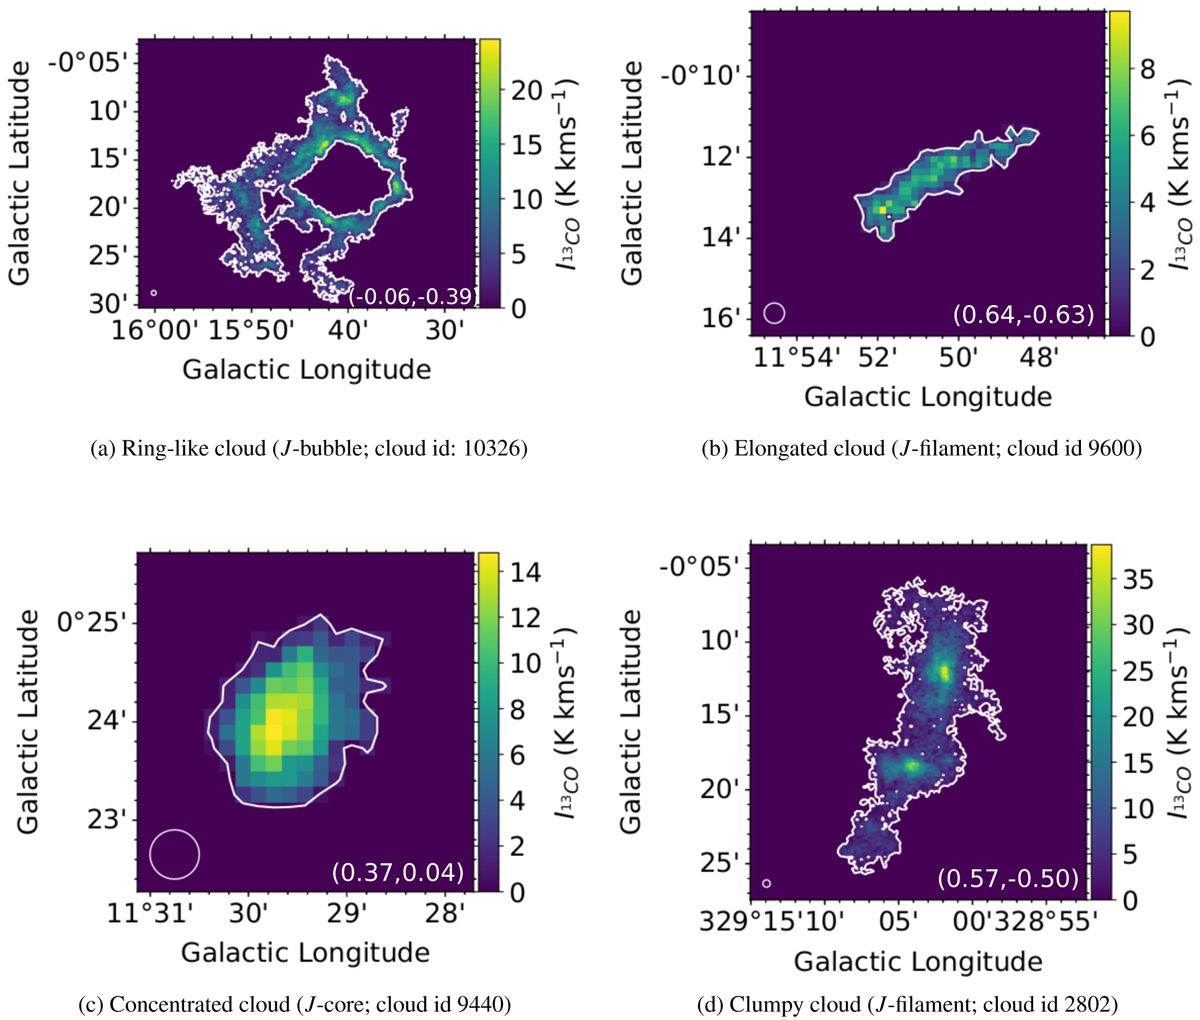 -0°05'
10'
15'
20'
25'
30'
Galactic Latitude
16°00' 15°50' 40' 30'
Galactic Longitude
(-0.06,-0.39)
20
15
10
5
0
I13CO (K kms−1)
(a) Ring-like cloud (J-bubble; cloud id: 10326)
-0°10'
12'
14'
16'
Galactic Latitude
11°54' 52' 50' 48'
Galactic Longitude
(0.64,-0.63)
8
6
4
2
0
I13CO (K kms−1)
(b) Elongated cloud (J-filament; cloud id 9600)
0°25'
24'
23'
Galactic Latitude
11°31' 30' 29' 28'
Galactic Longitude
(0.37,0.04)
14
12
10
8
6
4
2
0
I13CO (K kms−1)
(c) Concentrated cloud (J-core; cloud id 9440)
-0°05'
10'
15'
20'
25'
Galactic Latitude
329°15'10' 05' 00'328°55'
Galactic Longitude
(0.57,-0.50)
35
30
25
20
15
10
5
0
I13CO (K kms−1)
(d) Clumpy cloud (J-filament; cloud id 2802)